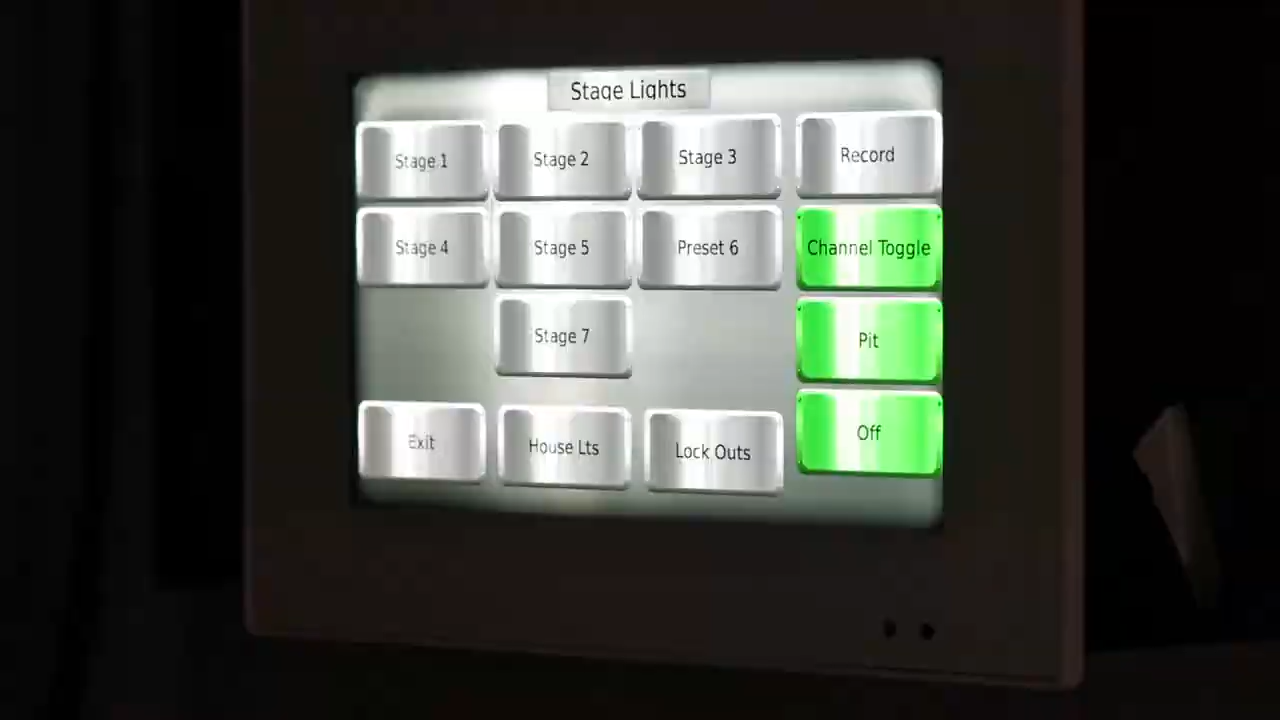 Stage Lights
Stage 1
Stage 2
Stage 3
Record
Stage 4
Stage 5
Preset 6
Channel Toggle
Stage 7
Pit
Exit
House Lts
Lock Outs
Off